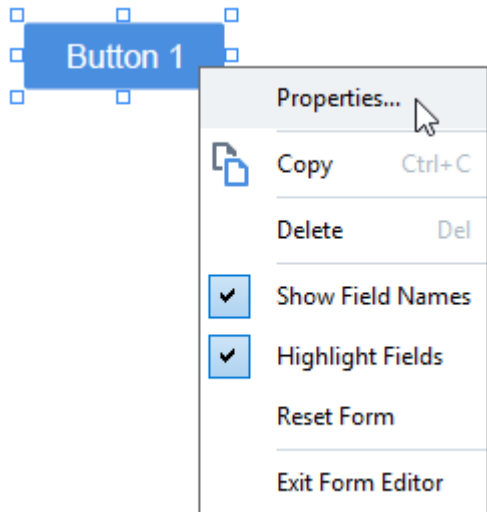 Button 1
Properties...
Copy Ctrl+C
Delete Del
Show Field Names
Highlight Fields
Reset Form
Exit Form Editor